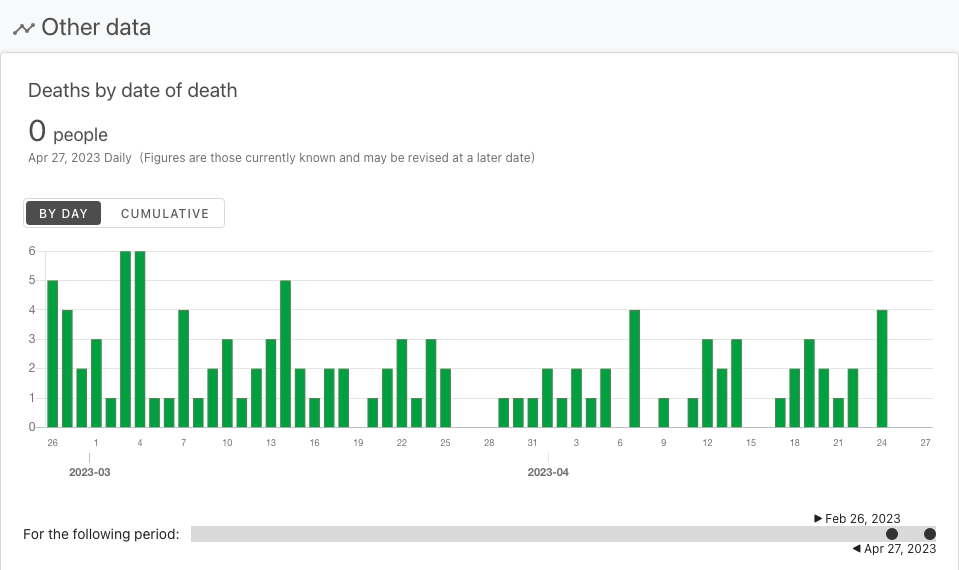 Other data
Deaths by date of death
0 people
Apr 27, 2023 Daily (Figures are those currently known and may be revised at a later date)
BY DAY CUMULATIVE
6
5
4
3
2
1
0
26 1 4 7 10 13 16 19 22 25 28 31 3 6 9 12 15 18 21 24 27
2023-03 2023-04
▶ Feb 26, 2023
For the following period:
◀ Apr 27, 2023